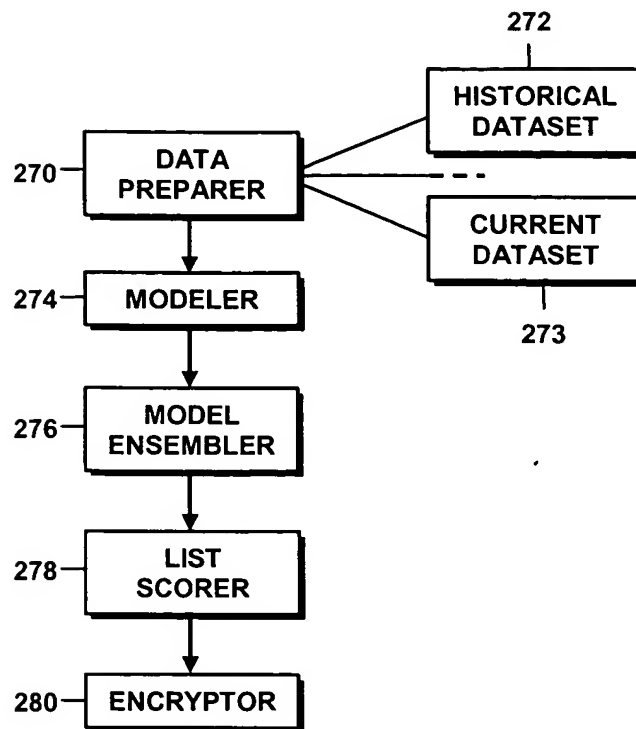 272
HISTORICAL
DATASET
270
DATA
PREPARER
CURRENT
DATASET
273
274
MODELER
276
MODEL
ENSEMBLER
278
LIST
SCORER
280
ENCRYPTOR